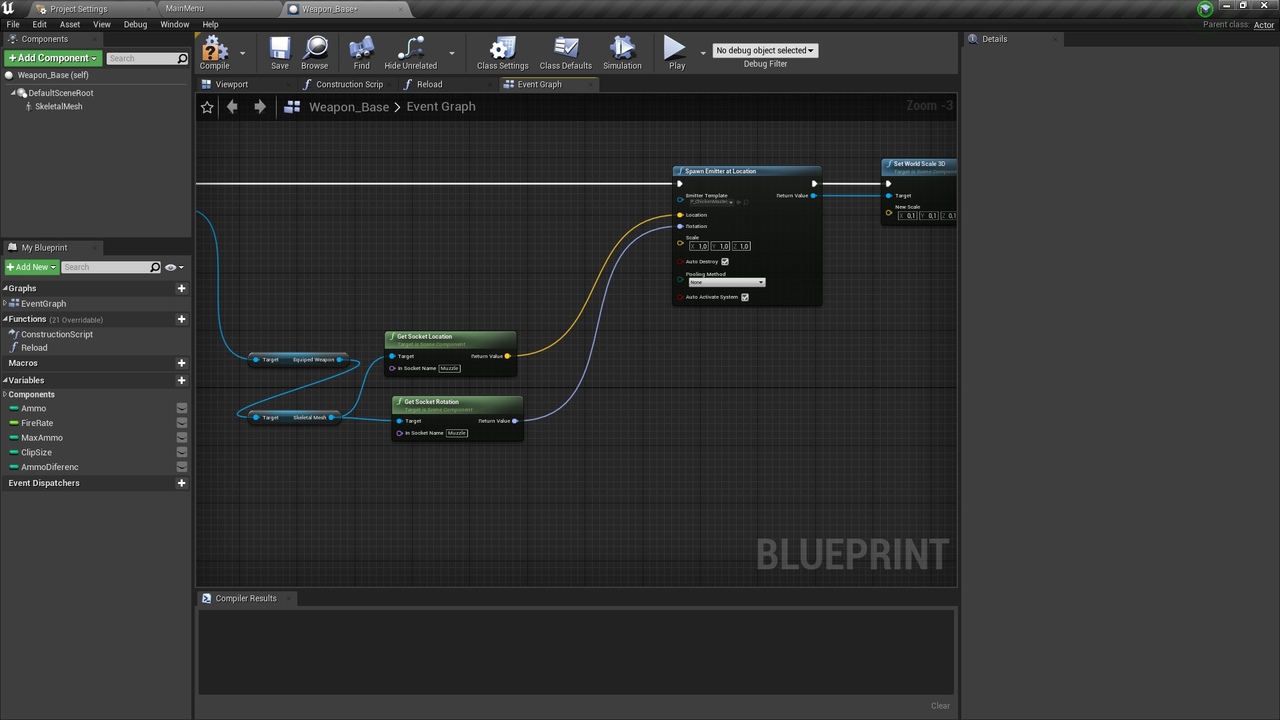 Project Settings
MainMenu
Weapon_Base*
File Edit Asset View Debug Window Help
Parent class: Actor
Components
Details
+Add Component
Search
Compile
Save
Browse
Find
Hide Unrelated
Class Settings
Class Defaults
Simulation
Play
No debug object selected
Debug Filter
Weapon_Base (self)
DefaultSceneRoot
SkeletalMesh
Viewport
Construction Scrip
Reload
Event Graph
Weapon_Base > Event Graph
Zoom -3
Spawn Emitter at Location
Emitter Template
Return Value
Location
Rotation
Scale
X 1,0 Y 1,0 Z 1,0
Auto Destroy
Pooling Method
None
Auto Activate System
Set World Scale 3D
Target is Scene Componen
Target
New Scale
X 0,1 Y 0,1 Z 0,1
Get Socket Location
Target is Scene Component
Target
Return Value
In Socket Name Muzzle
Target Equiped Weapon
Get Socket Rotation
Target is Scene Component
Target Skeletal Mesh
Target
Return Value
In Socket Name Muzzle
My Blueprint
+Add New
Search
Graphs
EventGraph
Functions (21 Overridable)
ConstructionScript
Reload
Macros
Variables
Components
Ammo
FireRate
MaxAmmo
ClipSize
AmmoDiferenc
Event Dispatchers
BLUEPRINT
Compiler Results
Clear